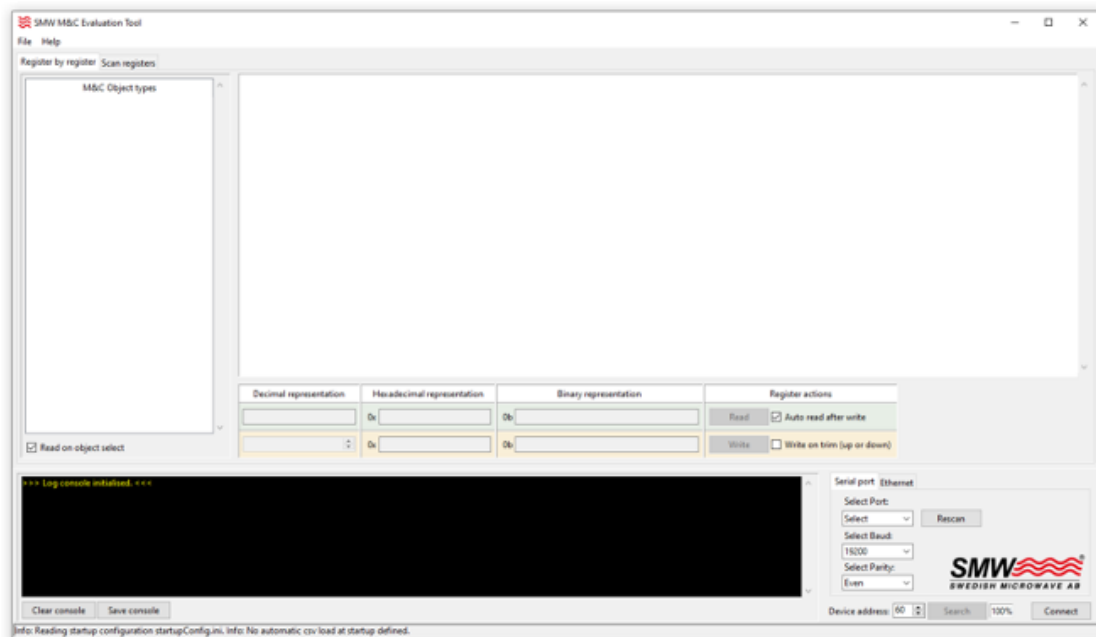 SMW M&C Evaluation Tool
File Help
Register by register Scan registers
M&C Object types
Decimal representation Hexadecimal representation Binary representation Register actions
0x 0b Read Auto read after write
0x 0b Write Write on trim (up or down)
Read on object select
>>> Log console initialised. <<<
Serial port Ethernet
Select Port:
Select Rescan
Select Baud:
19200
Select Parity:
Even
SMW®
SWEDISH MICROWAVE AB
Clear console Save console
Device address: 60 Search 100% Connect
Info: Reading startup configuration startupConfig.ini. Info: No automatic csv load at startup defined.